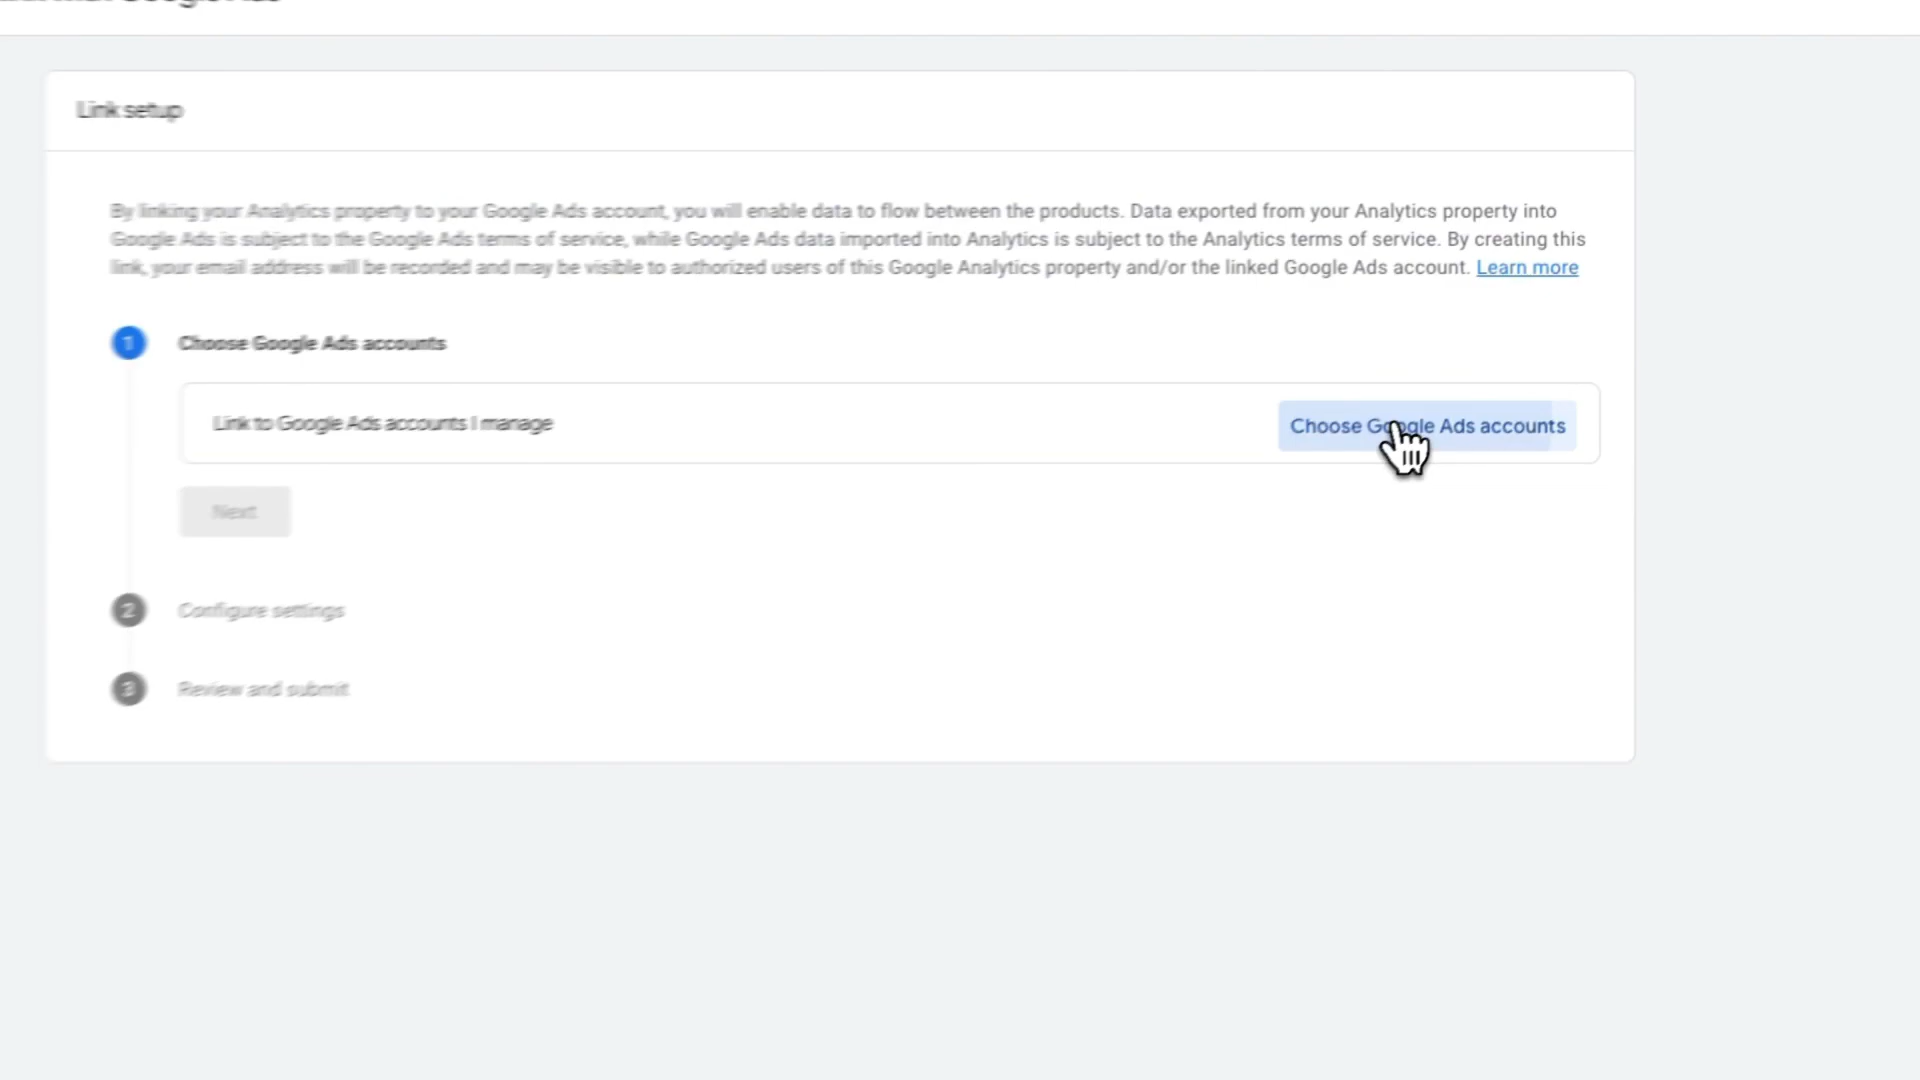 Google Ads
Link setup
By linking your Analytics property to your Google Ads account, you will enable data to flow between the products. Data exported from your Analytics property into
Google Ads is subject to the Google Ads terms of service, while Google Ads data imported into Analytics is subject to the Analytics terms of service. By creating this
link, your email address will be recorded and may be visible to authorized users of this Google Analytics property and/or the linked Google Ads account. Learn more
1 Choose Google Ads accounts
Link to Google Ads accounts I manage
Choose Google Ads accounts
Next
2 Configure settings
3 Review and submit